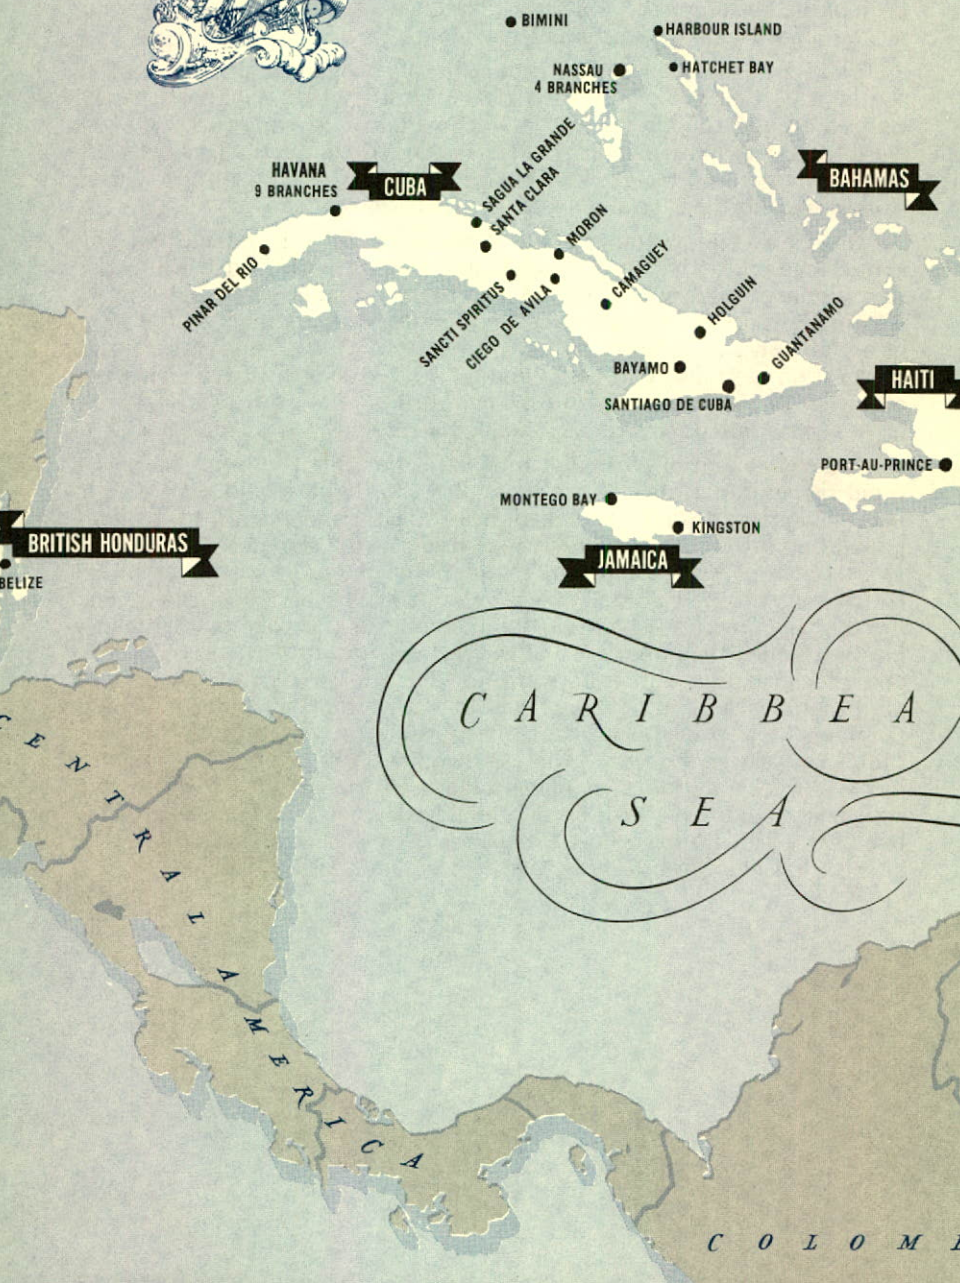 BIMINI
HARBOUR ISLAND
NASSAU
4 BRANCHES
HATCHET BAY
HAVANA
9 BRANCHES
CUBA
SAGUA LA GRANDE
SANTA CLARA
BAHAMAS
MORON
CAMAGUEY
PINAR DEL RIO
SANCTI SPIRITUS
CIEGO DE AVILA
HOLGUIN
GUANTANAMO
BAYAMO
SANTIAGO DE CUBA
HAITI
PORT-AU-PRINCE
MONTEGO BAY
KINGSTON
JAMAICA
BRITISH HONDURAS
BELIZE
CARIBBEA
SEA
CENTRAL AMERICA
COLOM